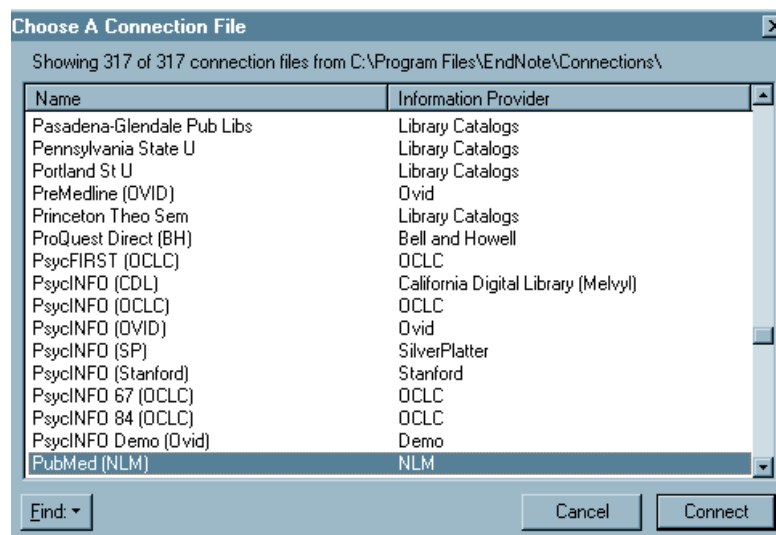 Choose A Connection File
Showing 317 of 317 connection files from C:\Program Files\EndNote\Connections\
Name Information Provider
Pasadena-Glendale Pub Libs Library Catalogs
Pennsylvania State U Library Catalogs
Portland St U Library Catalogs
PreMedline (OVID) Ovid
Princeton Theo Sem Library Catalogs
ProQuest Direct (BH) Bell and Howell
PsycFIRST (OCLC) OCLC
PsycINFO (CDL) California Digital Library (Melvyl)
PsycINFO (OCLC) OCLC
PsycINFO (OVID) Ovid
PsycINFO (SP) SilverPlatter
PsycINFO (Stanford) Stanford
PsycINFO 67 (OCLC) OCLC
PsycINFO 84 (OCLC) OCLC
PsycINFO Demo (Ovid) Demo
PubMed (NLM) NLM
Find: Cancel Connect